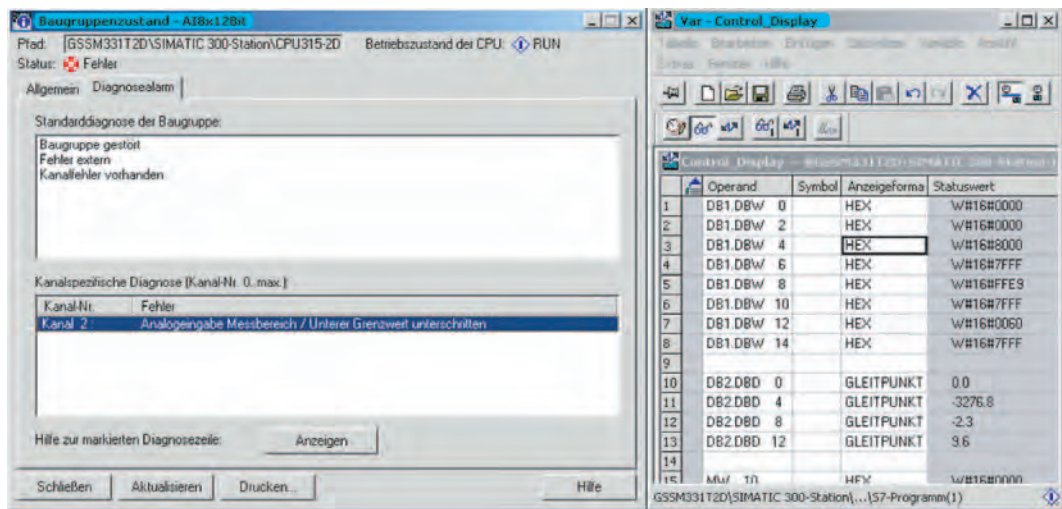 Baugruppenzustand - AI8x12Bit
Pfad: GSSM331T2D\SIMATIC 300-Station\CPU315-2D Betriebszustand der CPU: RUN
Status: Fehler
Allgemein Diagnosealarm
Standarddiagnose der Baugruppe:
Baugruppe gestört
Fehler extern
Kanalfehler vorhanden
Kanalspezifische Diagnose (Kanal-Nr. 0..max.)
Kanal-Nr. Fehler
Kanal 2 : Analogeingabe Messbereich / Unterer Grenzwert unterschritten
Hilfe zur markierten Diagnosezeile: Anzeigen
Schließen Aktualisieren Drucken... Hilfe
Var - Control_Display
Tabelle Bearbeiten Einfügen Zielsystem Variable Ansicht
Extras Fenster Hilfe
Control_Display
Operand Symbol Anzeigeforma Statuswert
1 DB1.DBW 0 HEX W#16#0000
2 DB1.DBW 2 HEX W#16#0000
3 DB1.DBW 4 HEX W#16#8000
4 DB1.DBW 6 HEX W#16#7FFF
5 DB1.DBW 8 HEX W#16#FFE9
6 DB1.DBW 10 HEX W#16#7FFF
7 DB1.DBW 12 HEX W#16#0060
8 DB1.DBW 14 HEX W#16#7FFF
9
10 DB2.DBD 0 GLEITPUNKT 0.0
11 DB2.DBD 4 GLEITPUNKT -3276.8
12 DB2.DBD 8 GLEITPUNKT -2.3
13 DB2.DBD 12 GLEITPUNKT 9.6
14
15 MW 10 HEX W#16#0000
GSSM331T2D\SIMATIC 300-Station\...\S7-Programm(1)